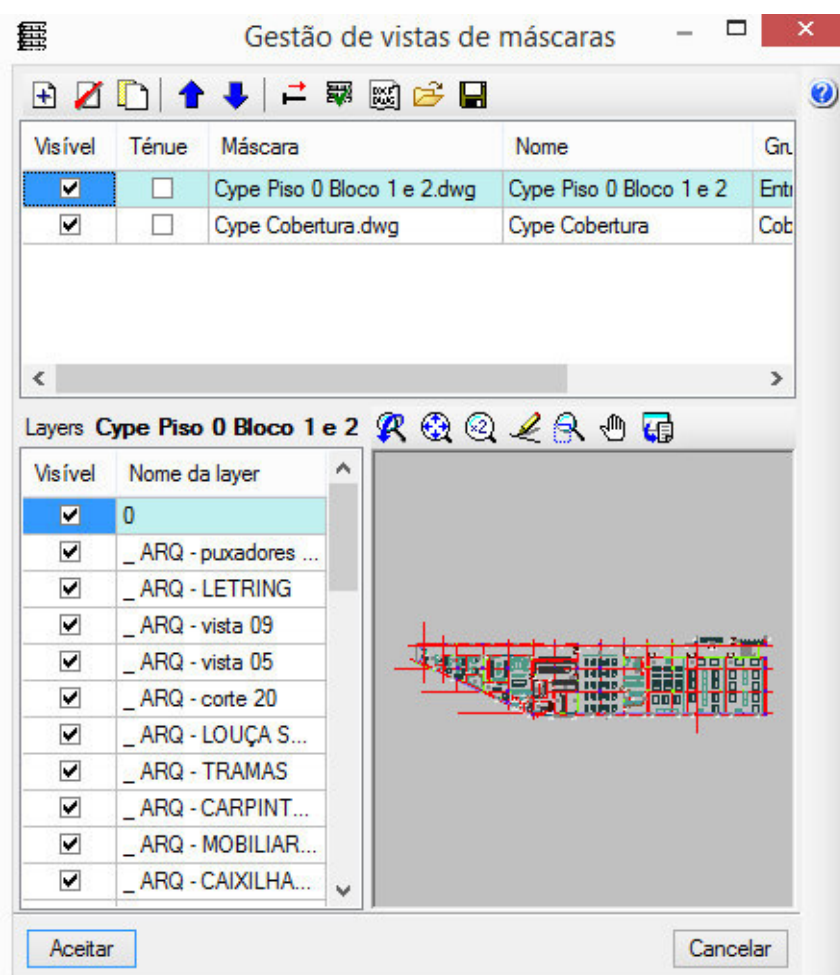 Gestão de vistas de máscaras
Visível Ténue Máscara Nome Gru
Cype Piso 0 Bloco 1 e 2.dwg Cype Piso 0 Bloco 1 e 2 Entr
Cype Cobertura.dwg Cype Cobertura Cob
Layers Cype Piso 0 Bloco 1 e 2
Visível Nome da layer
0
_ ARQ - puxadores ...
_ ARQ - LETRING
_ ARQ - vista 09
_ ARQ - vista 05
_ ARQ - corte 20
_ ARQ - LOUÇA S...
_ ARQ - TRAMAS
_ ARQ - CARPINT...
_ ARQ - MOBILIAR...
_ ARQ - CAIXILHA...
Aceitar Cancelar